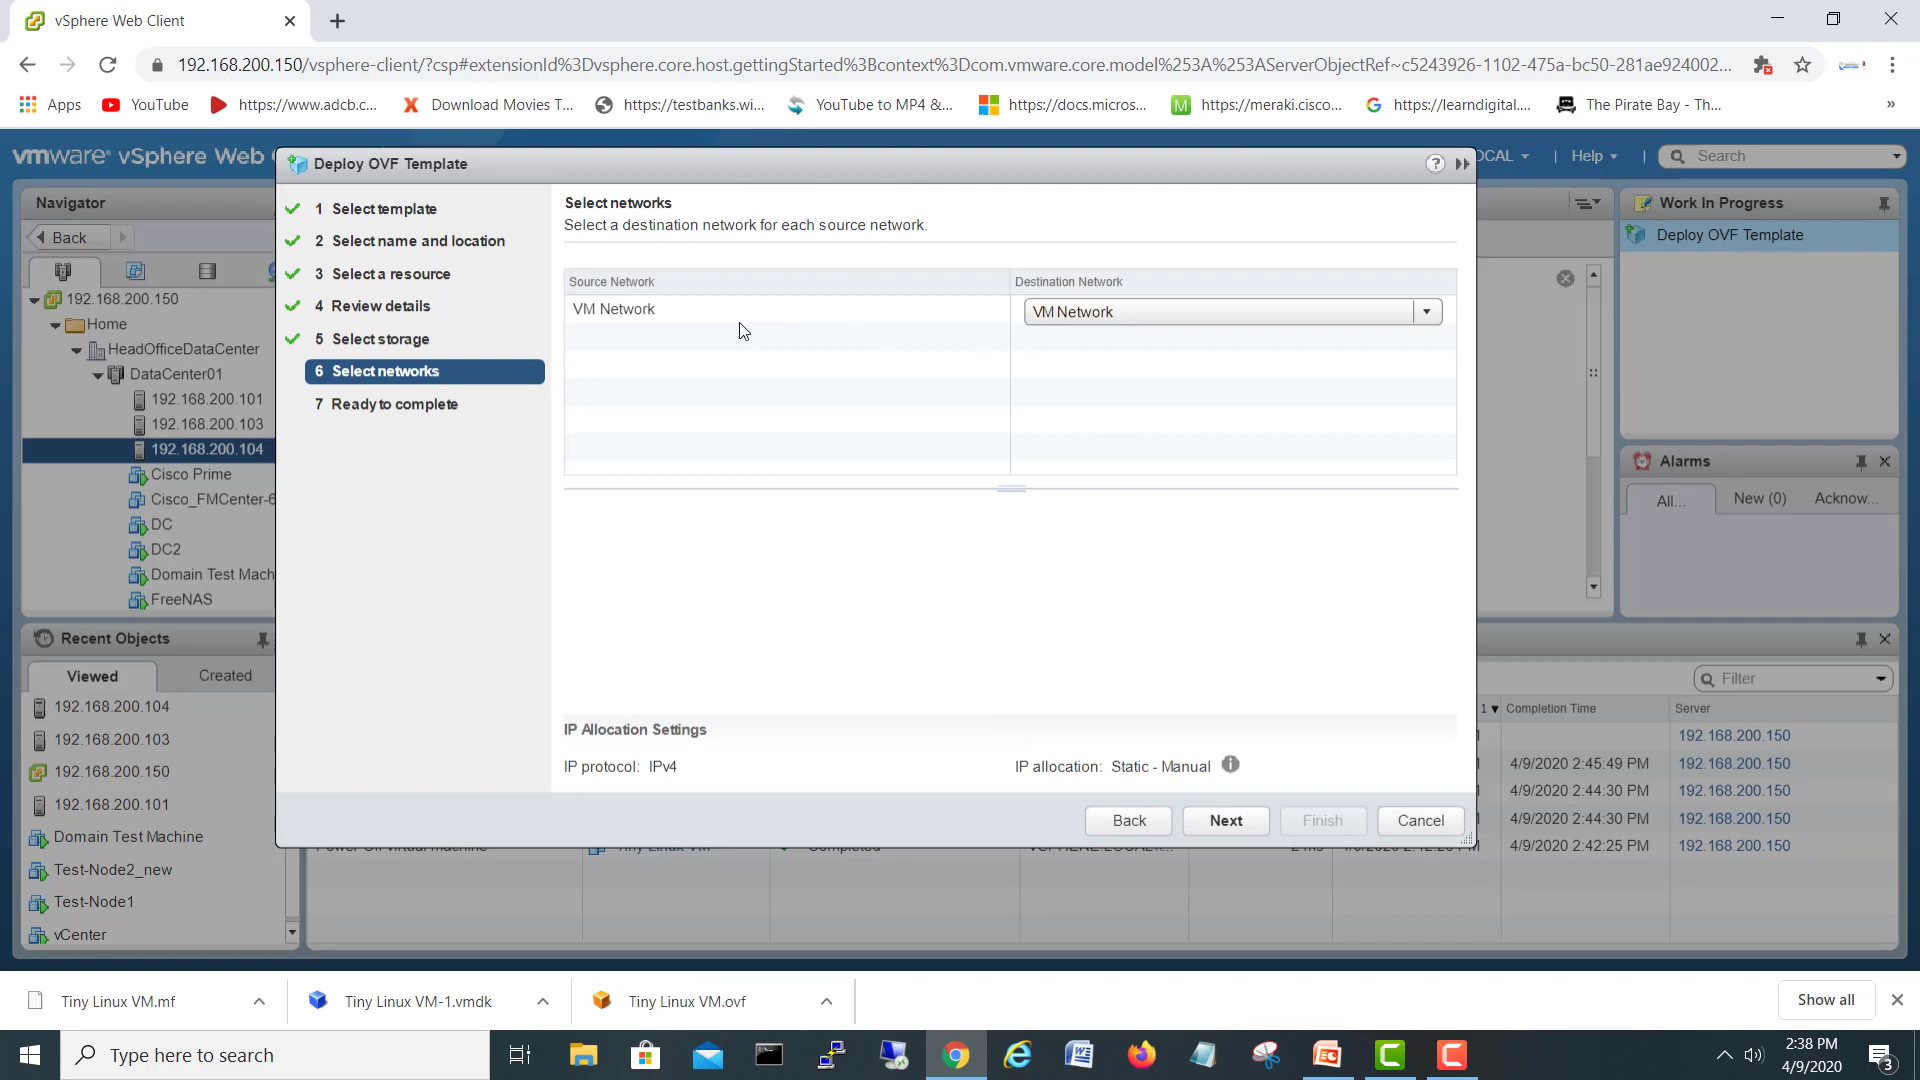 vSphere Web Client
192.168.200.150/vsphere-client/?csp#extensionId%3Dvsphere.core.host.gettingStarted%3Bcontext%3Dcom.vmware.core.model%253A%253AServerObjectRef~c5243926-1102-475a-bc50-281ae924002...
Apps YouTube https://www.adcb.c... Download Movies T... https://testbanks.wi... YouTube to MP4 &... https://docs.micros... https://meraki.cisco... https://learndigital.... The Pirate Bay - Th... »
vmware® vSphere Web OCAL Help Search
Deploy OVF Template
Navigator
Back
192.168.200.150
Home
HeadOfficeDataCenter
DataCenter01
192.168.200.101
192.168.200.103
192.168.200.104
Cisco Prime
Cisco_FMCenter-6
DC
DC2
Domain Test Mach
FreeNAS
1 Select template
2 Select name and location
3 Select a resource
4 Review details
5 Select storage
6 Select networks
7 Ready to complete
Select networks
Select a destination network for each source network.
Source Network Destination Network
VM Network VM Network
IP Allocation Settings
IP protocol: IPv4 IP allocation: Static - Manual
Back Next Finish Cancel
Work In Progress
Deploy OVF Template
Alarms
All... New (0) Acknow...
Recent Objects
Viewed Created
192.168.200.104
192.168.200.103
192.168.200.150
192.168.200.101
Domain Test Machine
Test-Node2_new
Test-Node1
vCenter
Filter
1 Completion Time Server
192.168.200.150
4/9/2020 2:45:49 PM 192.168.200.150
4/9/2020 2:44:30 PM 192.168.200.150
4/9/2020 2:44:30 PM 192.168.200.150
4/9/2020 2:42:25 PM 192.168.200.150
Tiny Linux VM.mf Tiny Linux VM-1.vmdk Tiny Linux VM.ovf Show all
Type here to search
2:38 PM
4/9/2020
3